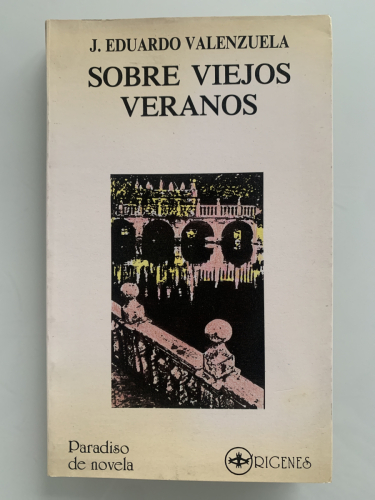 J. EDUARDO VALENZUELA
SOBRE VIEJOS
VERANOS
Paradiso
de novela
ORIGENES